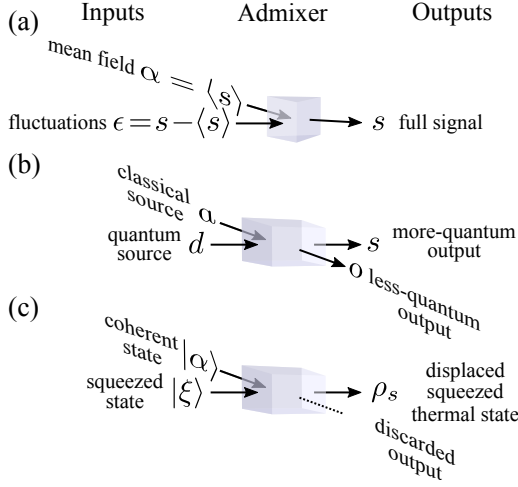 Inputs Admixer Outputs
(a)
mean field α = ⟨s⟩
fluctuations ϵ = s − ⟨s⟩
s full signal
(b)
classical
source α
quantum
source d
s more-quantum
output
o less-quantum
output
(c)
coherent
state |α⟩
squeezed
state |ξ⟩
ρₛ displaced
squeezed
thermal state
discarded
output